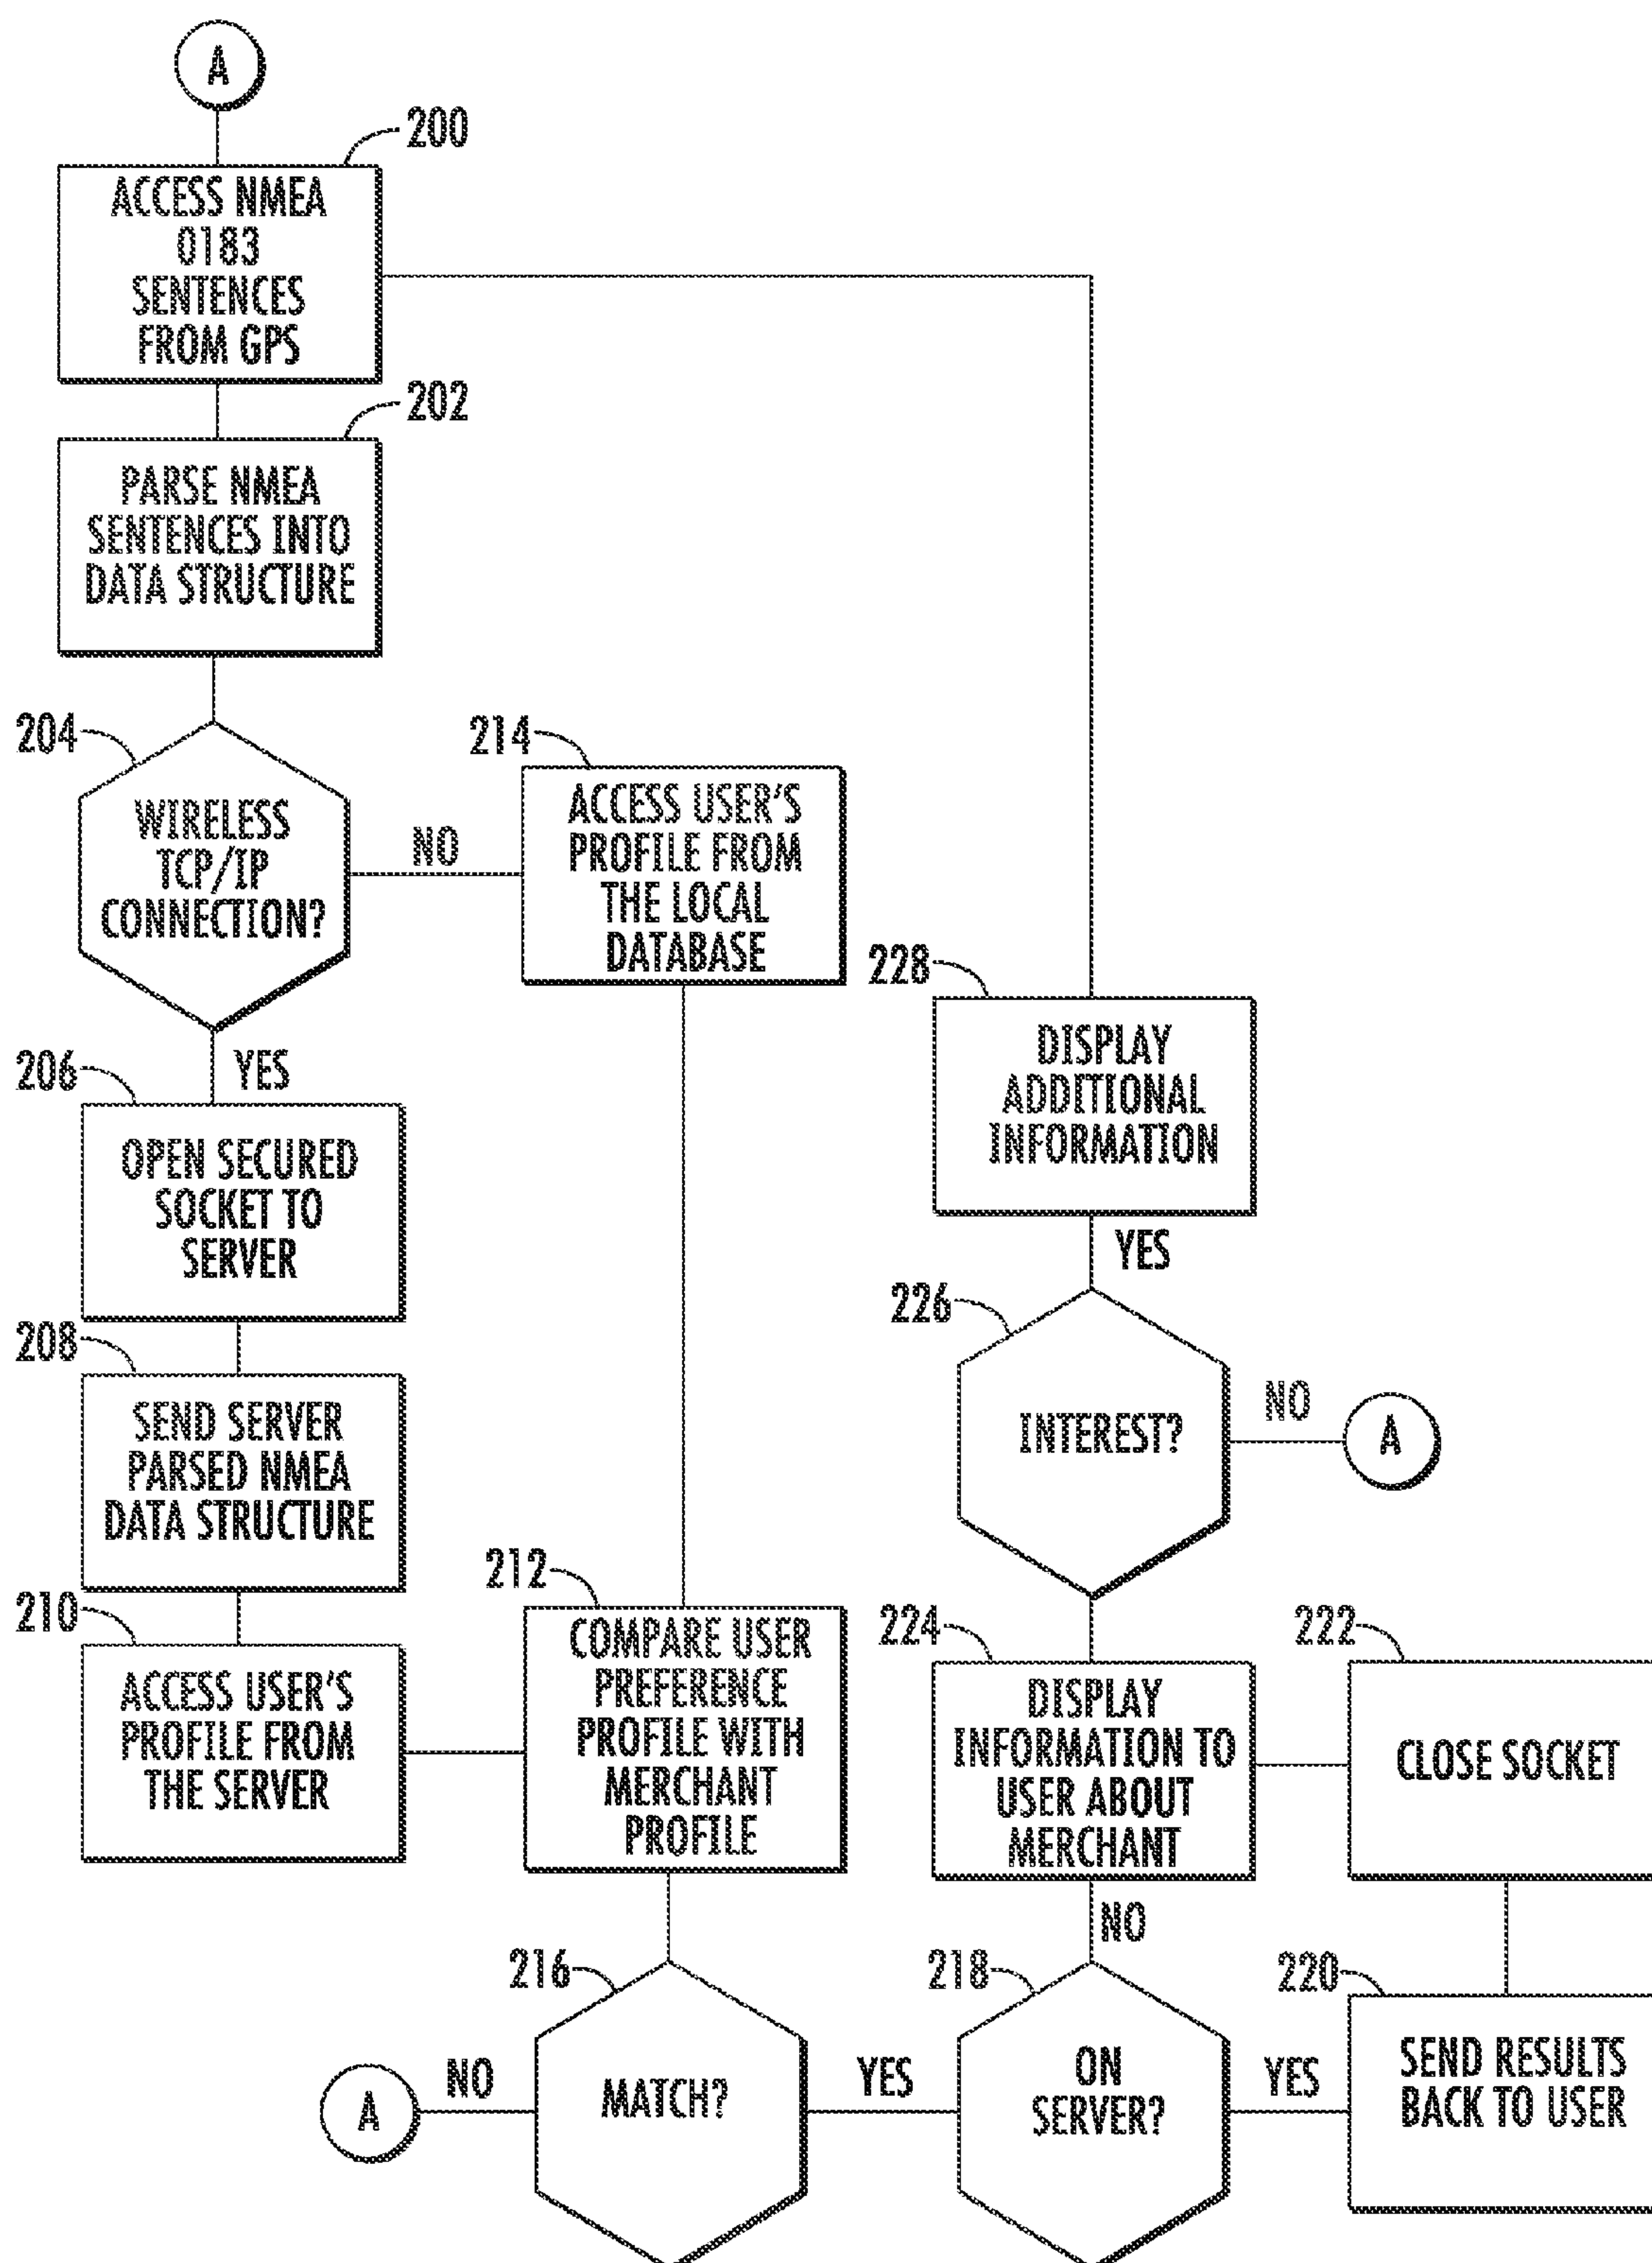 A
200
ACCESS NMEA
0183
SENTENCES
FROM GPS
202
PARSE NMEA
SENTENCES INTO
DATA STRUCTURE
204
WIRELESS
TCP/IP
CONNECTION?
NO
214
ACCESS USER'S
PROFILE FROM
THE LOCAL
DATABASE
YES
206
OPEN SECURED
SOCKET TO
SERVER
208
SEND SERVER
PARSED NMEA
DATA STRUCTURE
210
ACCESS USER'S
PROFILE FROM
THE SERVER
212
COMPARE USER
PREFERENCE
PROFILE WITH
MERCHANT
PROFILE
216
MATCH?
NO
A
YES
218
ON
SERVER?
YES
220
SEND RESULTS
BACK TO USER
222
CLOSE SOCKET
NO
224
DISPLAY
INFORMATION TO
USER ABOUT
MERCHANT
226
INTEREST?
NO
A
YES
228
DISPLAY
ADDITIONAL
INFORMATION